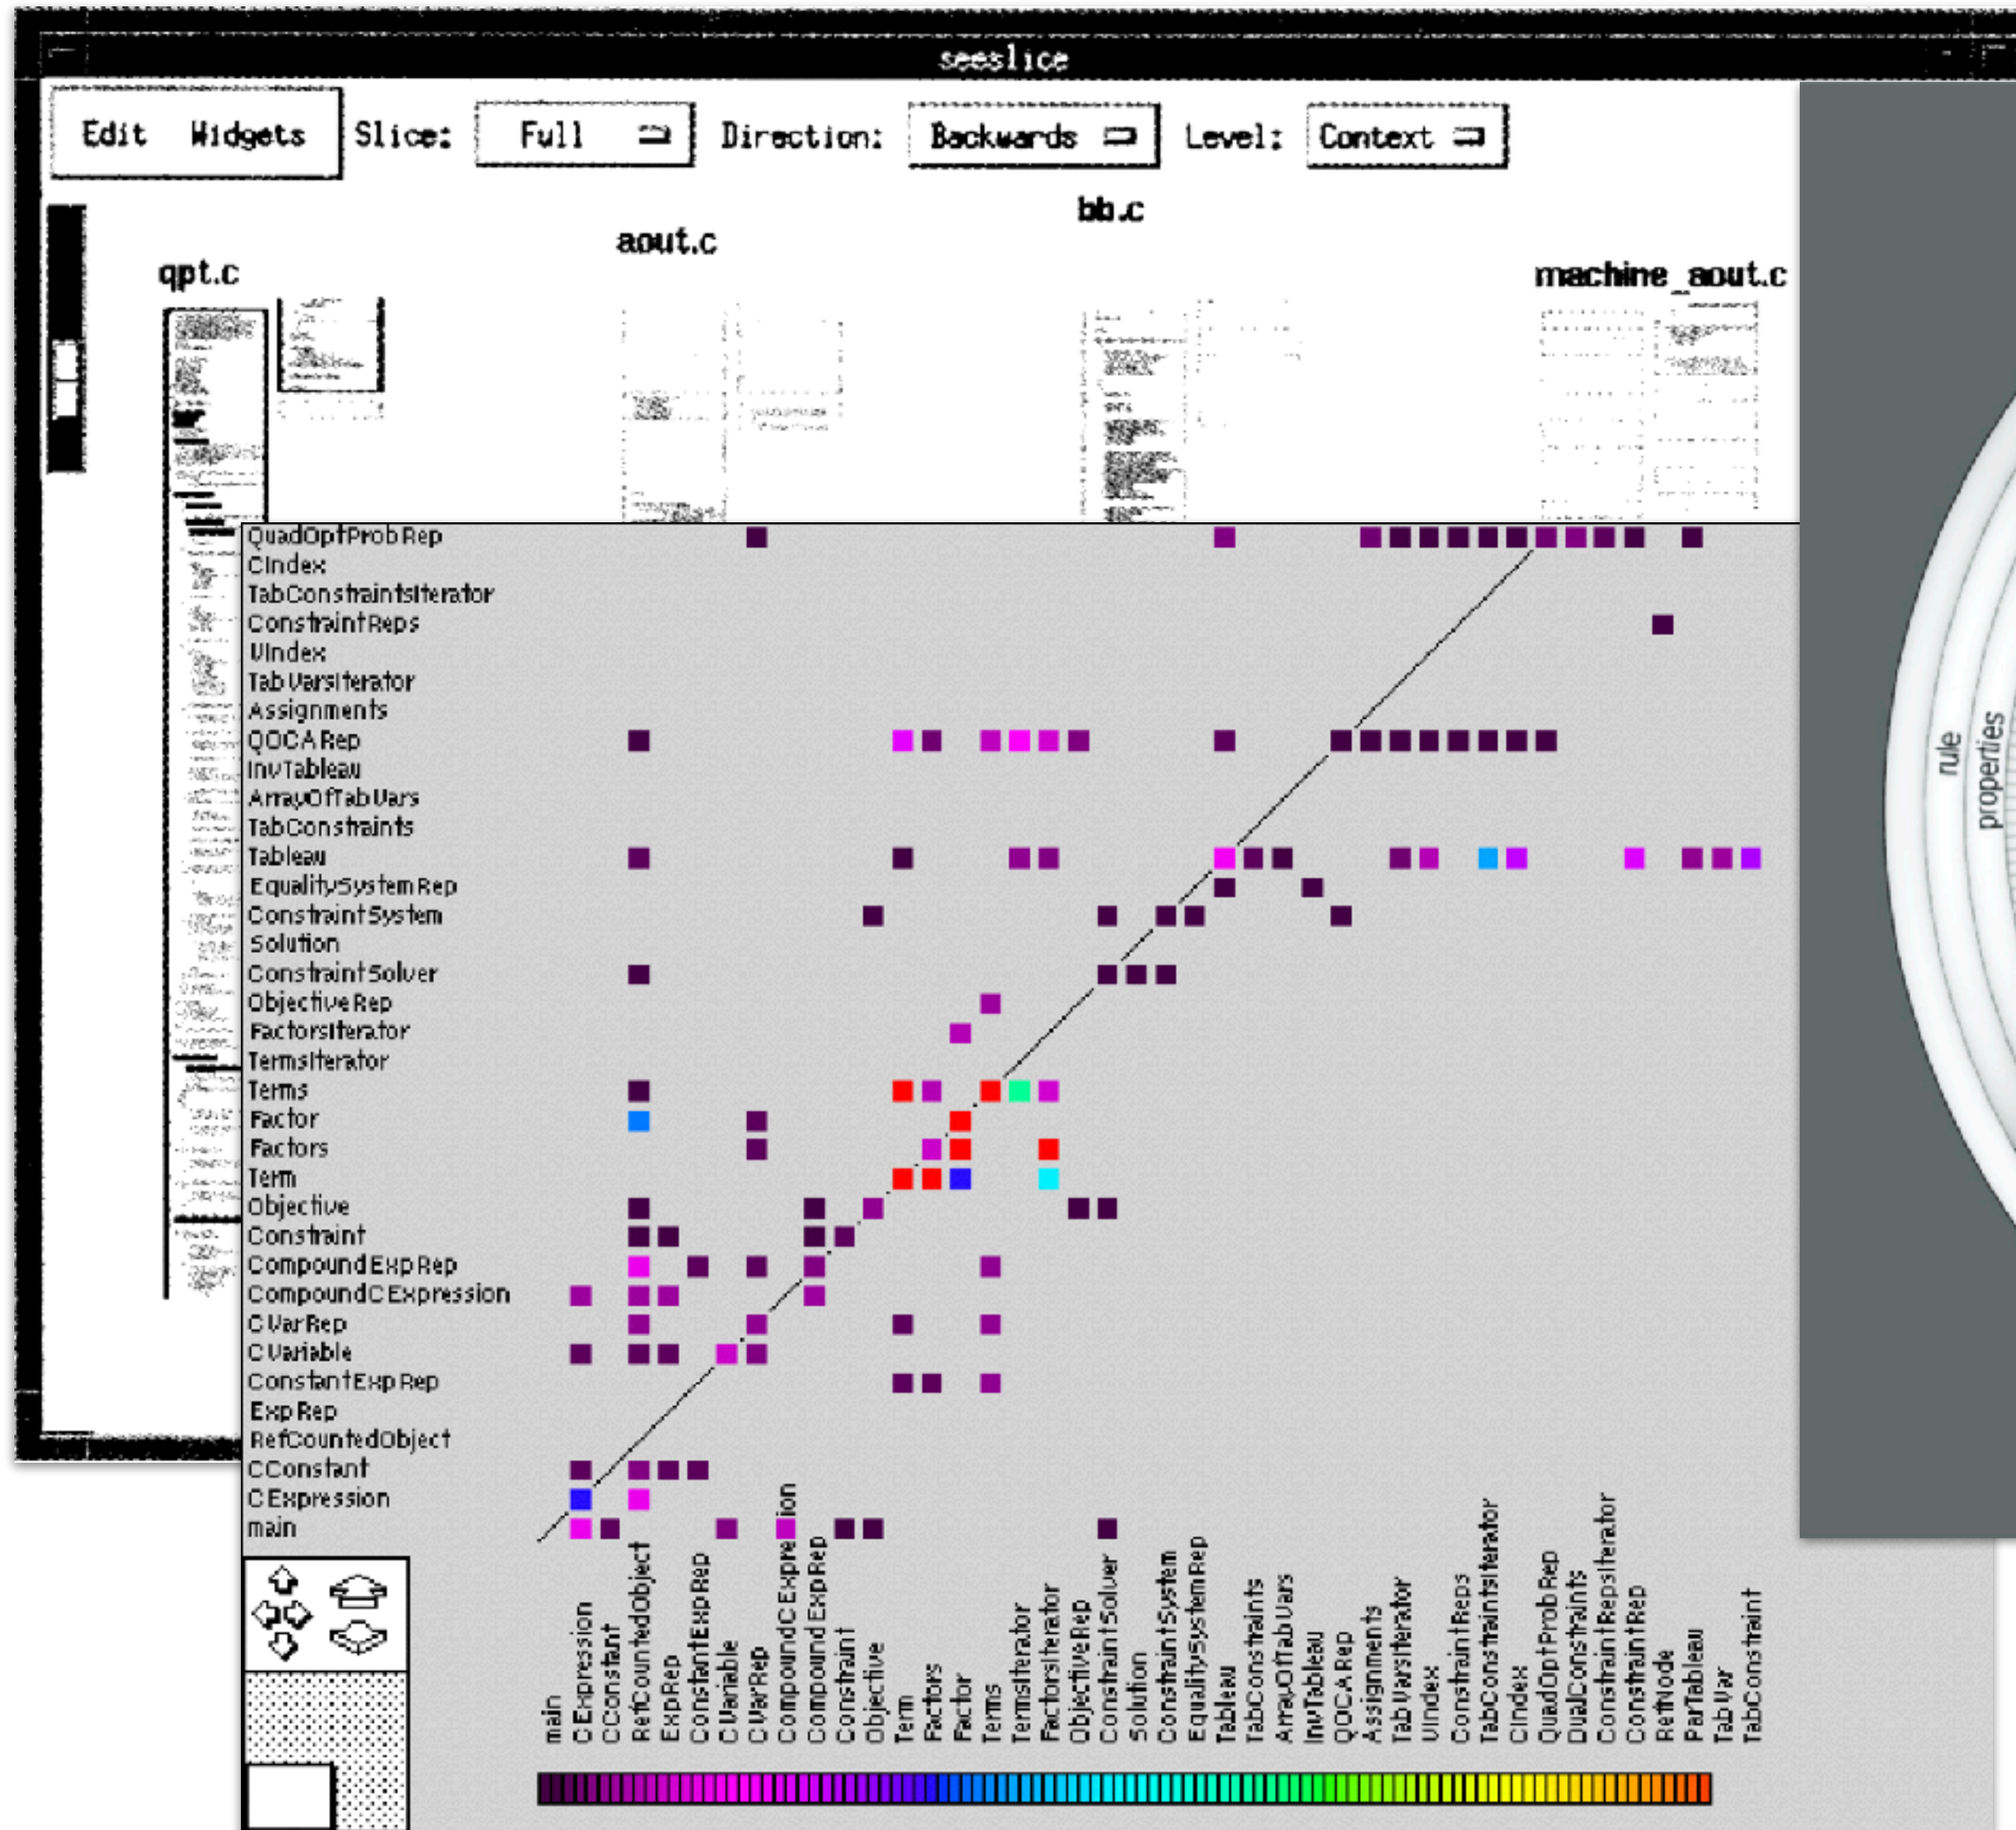 seeslice
Edit Widgets Slice: Full Direction: Backwards Level: Context
bb.c
aout.c
qpt.c
machine_aout.c
QuadOptProbRep
CIndex
TabConstraintsIterator
ConstraintReps
VIndex
TabVarsIterator
Assignments
QOCARep
InvTableau
ArrayOfTabVars
TabConstraints
Tableau
EqualitySystemRep
ConstraintSystem
Solution
ConstraintSolver
ObjectiveRep
FactorsIterator
TermsIterator
Terms
Factor
Factors
Term
Objective
Constraint
CompoundExpRep
CompoundCExpression
CVarRep
CVariable
ConstantExpRep
ExpRep
RefCountedObject
CConstant
CExpression
main
main
CExpression
CConstant
RefCountedObject
ExpRep
ConstantExpRep
CVariable
CVarRep
CompoundCExpression
CompoundExpRep
Constraint
Objective
Term
Factors
Factor
Terms
TermsIterator
FactorsIterator
ObjectiveRep
ConstraintSolver
Solution
ConstraintSystem
EqualitySystemRep
Tableau
TabConstraints
ArrayOfTabVars
InvTableau
QOCARep
Assignments
TabVarsIterator
VIndex
ConstraintReps
TabConstraintsIterator
CIndex
QuadOptProbRep
DualConstraints
ConstraintRepsIterator
ConstraintRep
RefNode
ParTableau
TabVar
TabConstraint
rule
properties